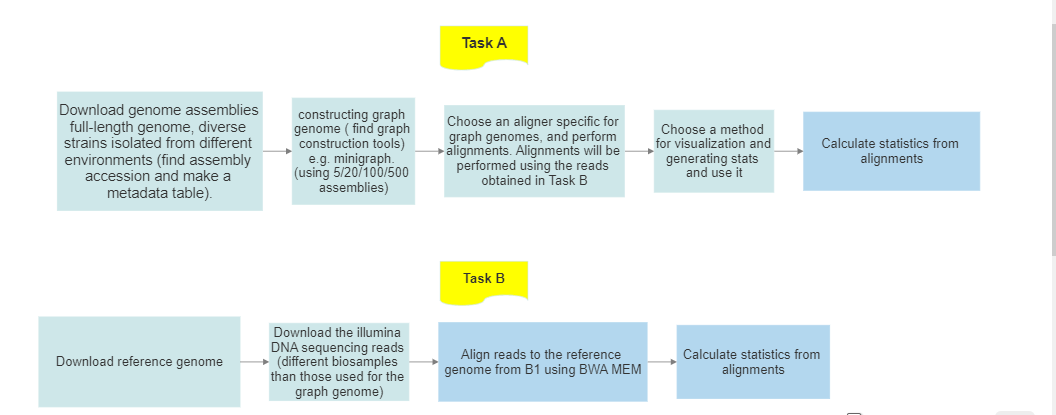 Task A
Download genome assemblies
full-length genome, diverse
strains isolated from different
environments (find assembly
accession and make a
metadata table).
constructing graph
genome ( find graph
construction tools)
e.g. minigraph.
(using 5/20/100/500
assemblies)
Choose an aligner specific for
graph genomes, and perform
alignments. Alignments will be
performed using the reads
obtained in Task B
Choose a method
for visualization and
generating stats
and use it
Calculate statistics from
alignments
Task B
Download reference genome
Download the illumina
DNA sequencing reads
(different biosamples
than those used for the
graph genome)
Align reads to the reference
genome from B1 using BWA MEM
Calculate statistics from
alignments